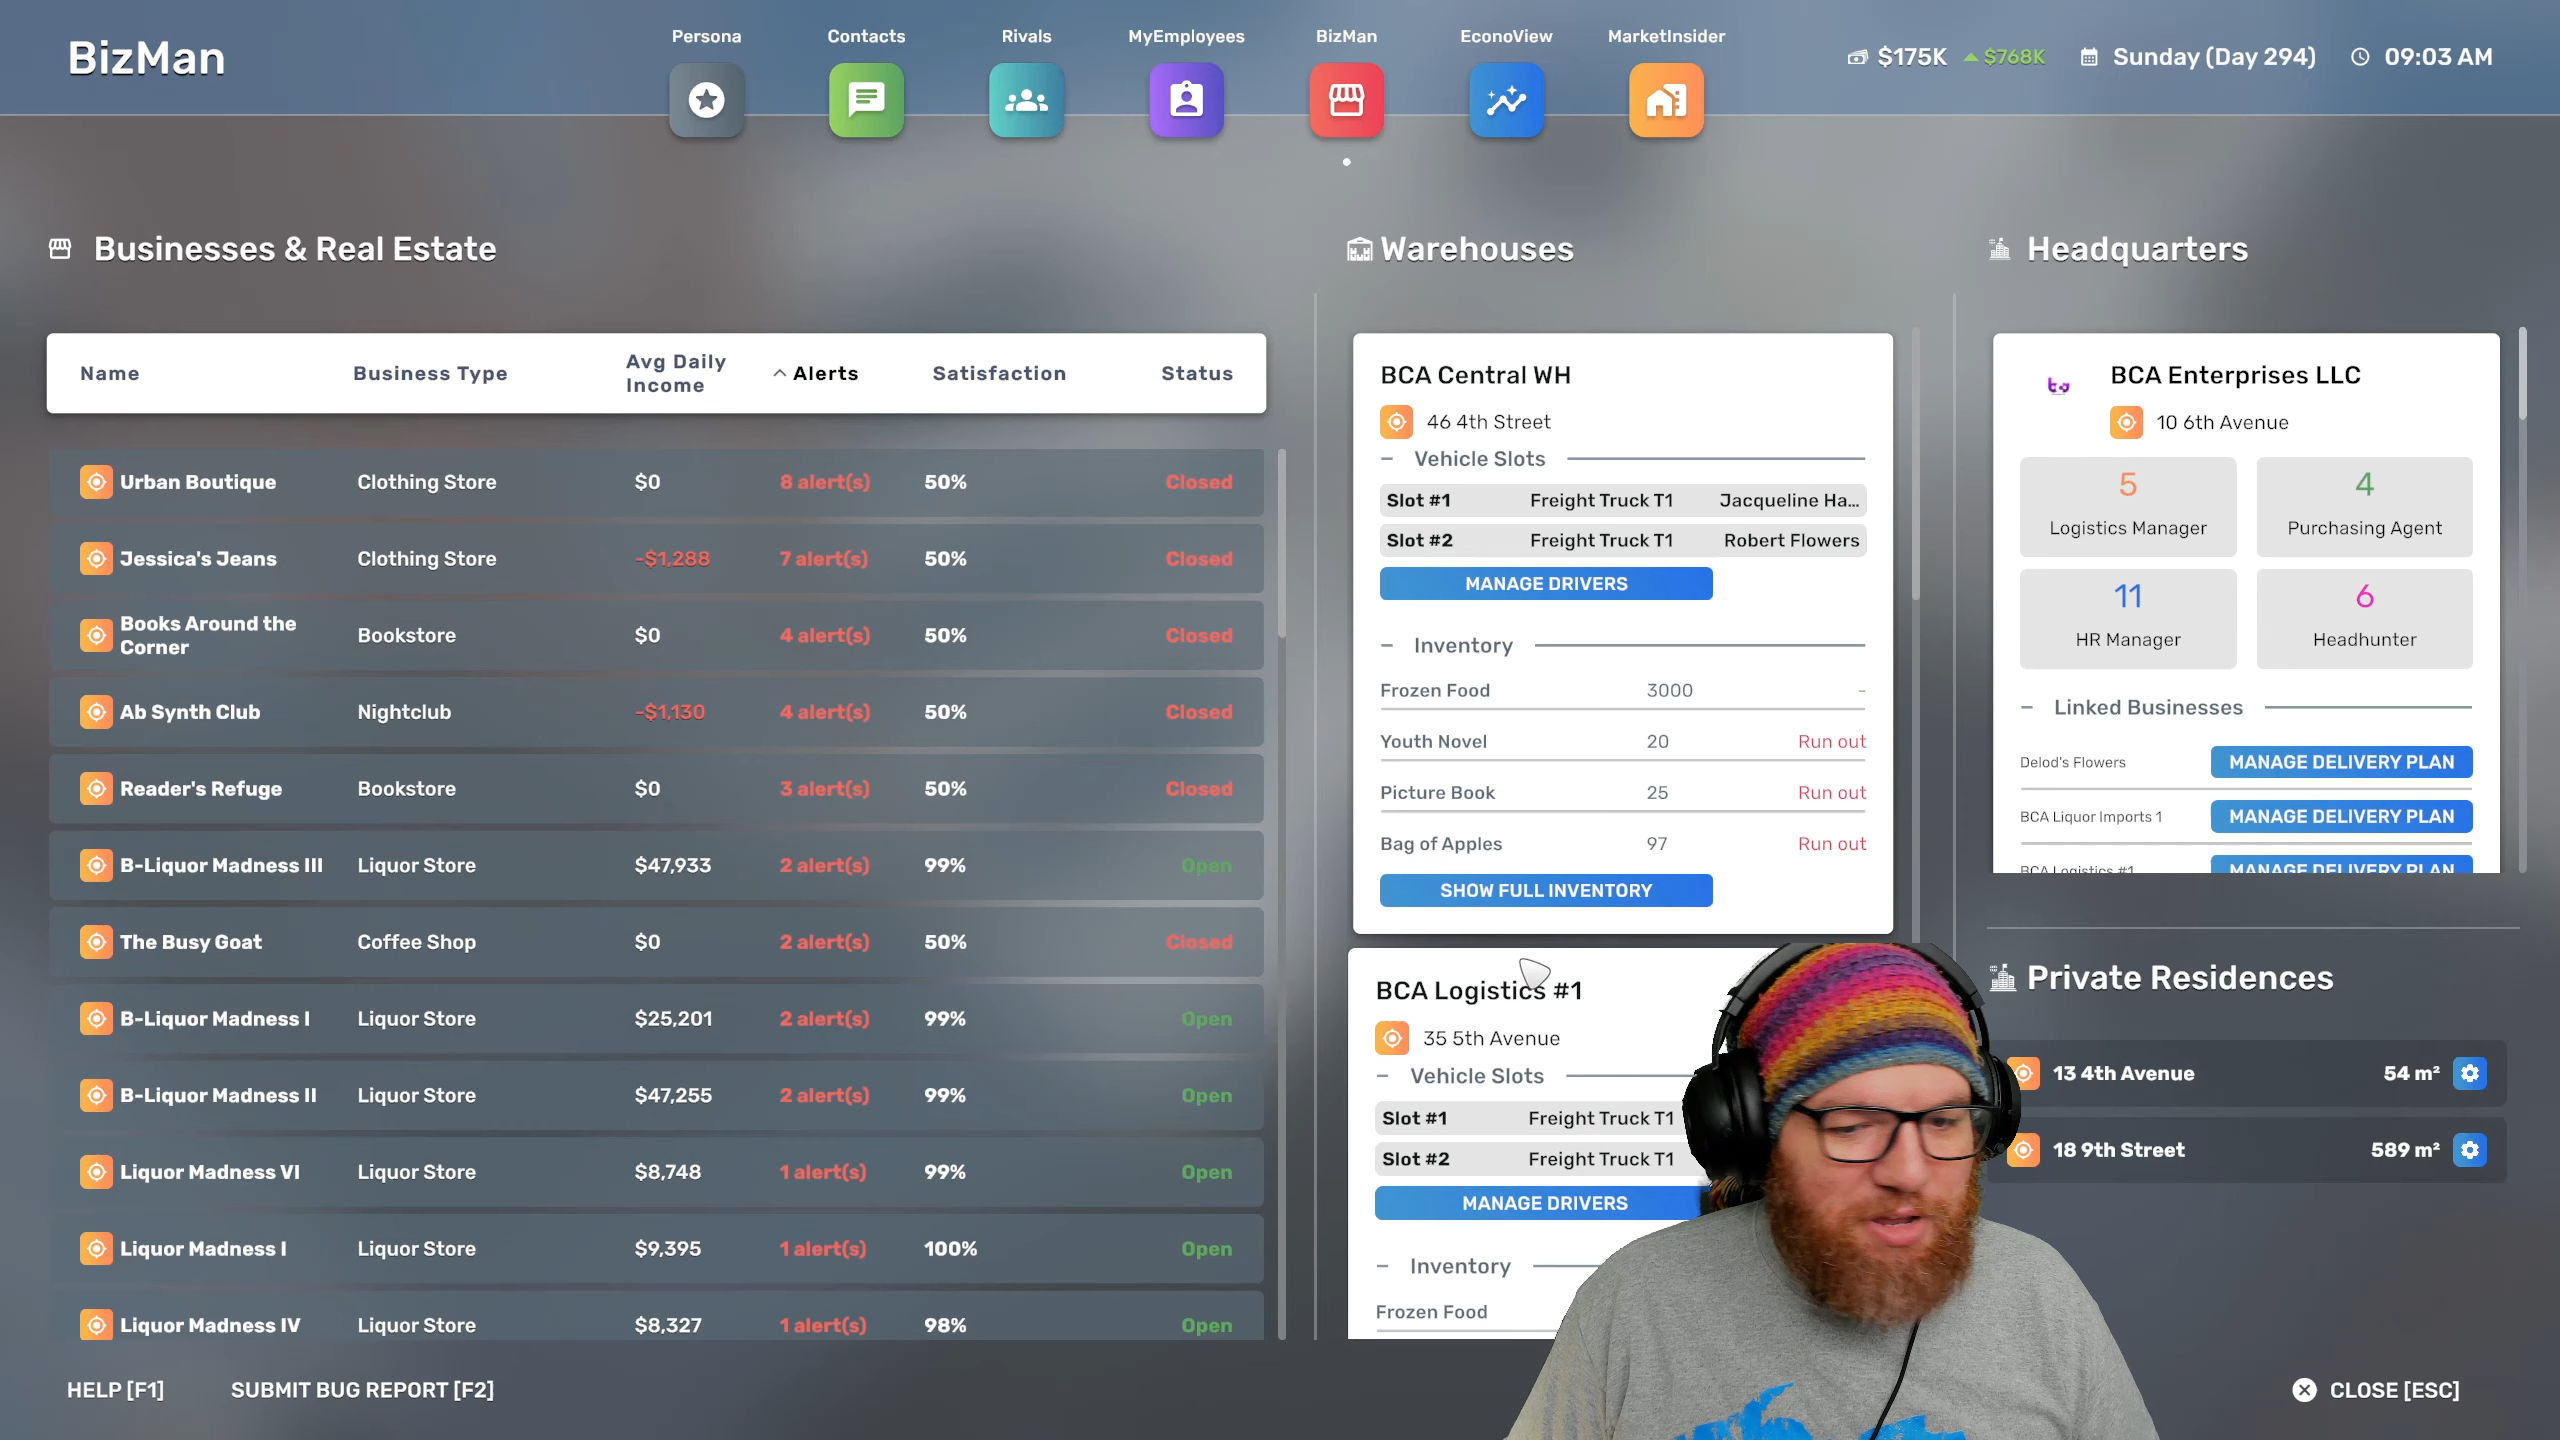 BizMan
Persona
Contacts
Rivals
MyEmployees
BizMan
EconoView
MarketInsider
$175K
$768K
Sunday (Day 294)
09:03 AM
Businesses & Real Estate
Name
Business Type
Avg Daily
Income
Alerts
Satisfaction
Status
Urban Boutique Clothing Store $0 8 alert(s) 50% Closed
Jessica's Jeans Clothing Store -$1,288 7 alert(s) 50% Closed
Books Around the
Corner
Bookstore $0 4 alert(s) 50% Closed
Ab Synth Club Nightclub -$1,130 4 alert(s) 50% Closed
Reader's Refuge Bookstore $0 3 alert(s) 50% Closed
B-Liquor Madness III Liquor Store $47,933 2 alert(s) 99% Open
The Busy Goat Coffee Shop $0 2 alert(s) 50% Closed
B-Liquor Madness I Liquor Store $25,201 2 alert(s) 99% Open
B-Liquor Madness II Liquor Store $47,255 2 alert(s) 99% Open
Liquor Madness VI Liquor Store $8,748 1 alert(s) 99% Open
Liquor Madness I Liquor Store $9,395 1 alert(s) 100% Open
Liquor Madness IV Liquor Store $8,327 1 alert(s) 98% Open
Warehouses
BCA Central WH
46 4th Street
Vehicle Slots
Slot #1 Freight Truck T1 Jacqueline Ha...
Slot #2 Freight Truck T1 Robert Flowers
MANAGE DRIVERS
Inventory
Frozen Food 3000 -
Youth Novel 20 Run out
Picture Book 25 Run out
Bag of Apples 97 Run out
SHOW FULL INVENTORY
BCA Logistics #1
35 5th Avenue
Vehicle Slots
Slot #1 Freight Truck T1
Slot #2 Freight Truck T1
MANAGE DRIVERS
Inventory
Frozen Food
Headquarters
BCA Enterprises LLC
10 6th Avenue
5
Logistics Manager
4
Purchasing Agent
11
HR Manager
6
Headhunter
Linked Businesses
Delod's Flowers MANAGE DELIVERY PLAN
BCA Liquor Imports 1 MANAGE DELIVERY PLAN
BCA Logistics #1 MANAGE DELIVERY PLAN
Private Residences
13 4th Avenue 54 m²
18 9th Street 589 m²
HELP [F1]
SUBMIT BUG REPORT [F2]
CLOSE [ESC]